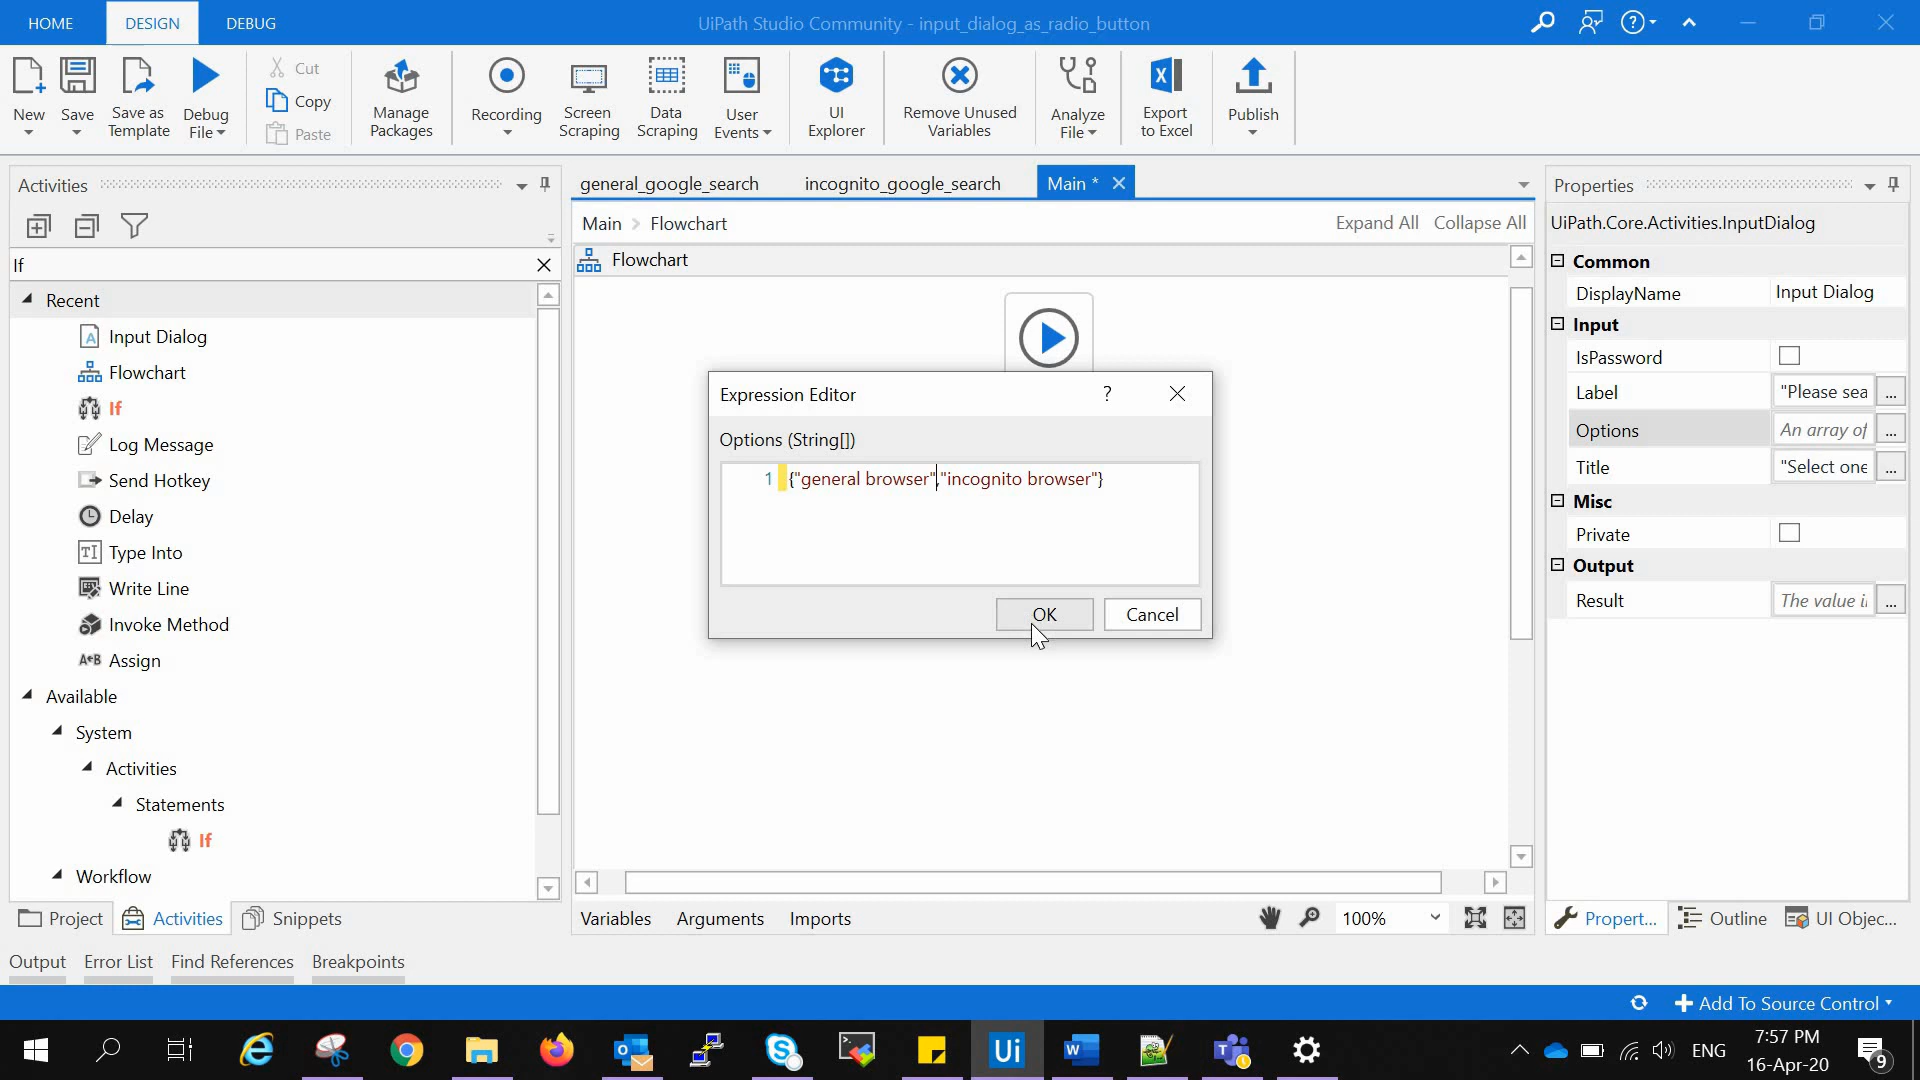 HOME
DESIGN
DEBUG
UiPath Studio Community - input_dialog_as_radio_button
New
Save
Save as
Template
Debug
File
Cut
Copy
Paste
Manage
Packages
Recording
Screen
Scraping
Data
Scraping
User
Events
UI
Explorer
Remove Unused
Variables
Analyze
File
Export
to Excel
Publish
Activities
general_google_search
incognito_google_search
Main *
Properties
Main > Flowchart
Expand All
Collapse All
UiPath.Core.Activities.InputDialog
If
Flowchart
Recent
Input Dialog
Flowchart
If
Log Message
Send Hotkey
Delay
Type Into
Write Line
Invoke Method
Assign
Available
System
Activities
Statements
If
Workflow
Expression Editor
?
Options (String[])
1 {"general browser","incognito browser"}
OK
Cancel
Common
DisplayName Input Dialog
Input
IsPassword
Label "Please sea ...
Options An array of ...
Title "Select one ...
Misc
Private
Output
Result The value i ...
Project
Activities
Snippets
Variables
Arguments
Imports
100%
Propert...
Outline
UI Objec...
Output
Error List
Find References
Breakpoints
Add To Source Control
Ui
ENG
7:57 PM
16-Apr-20
9